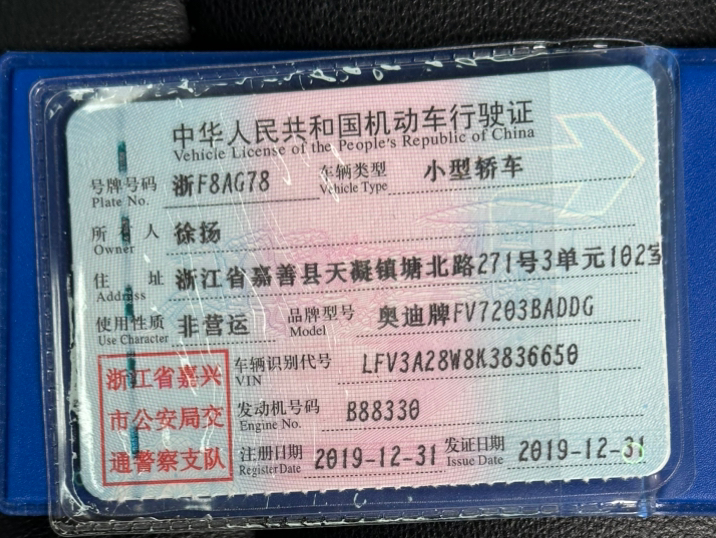 中华人民共和国机动车行驶证
Vehicle License of the People's Republic of China
号牌号码 浙F8AG78 车辆类型 小型轿车
Plate No. Vehicle Type
所有人 徐扬
Owner
住址 浙江省嘉善县天凝镇塘北路271号3单元102室
Address
使用性质 非营运 品牌型号 奥迪牌FV7203BADDG
Use Character Model
浙江省嘉兴 车辆识别代号 LFV3A28W8K3836650
VIN
市公安局交 发动机号码 B88330
Engine No.
通警察支队 注册日期 2019-12-31 发证日期 2019-12-31
Register Date Issue Date